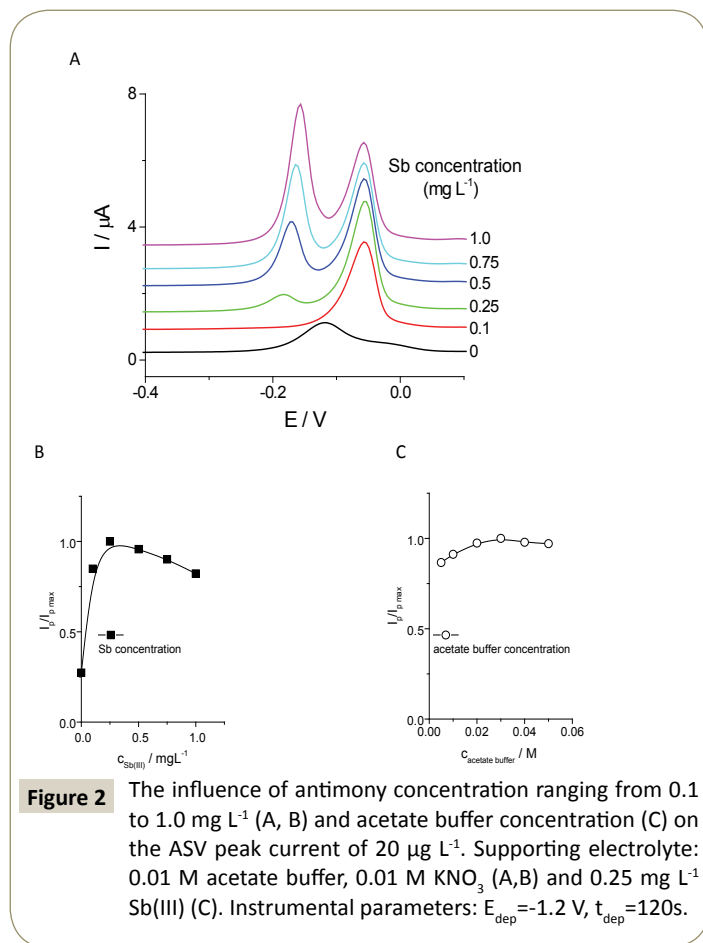 A
8
4
0
I / μA
Sb concentration
(mg L⁻¹)
1.0
0.75
0.5
0.25
0.1
0
-0.4
-0.2
0.0
E / V
B
1.0
0.5
0.0
Iₚ/Iₚ ₘₐₓ
Sb concentration
0.0
0.5
1.0
c Sb(III) / mgL⁻¹
C
1.0
0.5
0.0
Iₚ/Iₚ ₘₐₓ
acetate buffer concentration
0.00
0.02
0.04
0.06
c acetate buffer / M
Figure 2
The influence of antimony concentration ranging from 0.1
to 1.0 mg L⁻¹ (A, B) and acetate buffer concentration (C) on
the ASV peak current of 20 μg L⁻¹. Supporting electrolyte:
0.01 M acetate buffer, 0.01 M KNO₃ (A,B) and 0.25 mg L⁻¹
Sb(III) (C). Instrumental parameters: E dep=-1.2 V, t dep=120s.